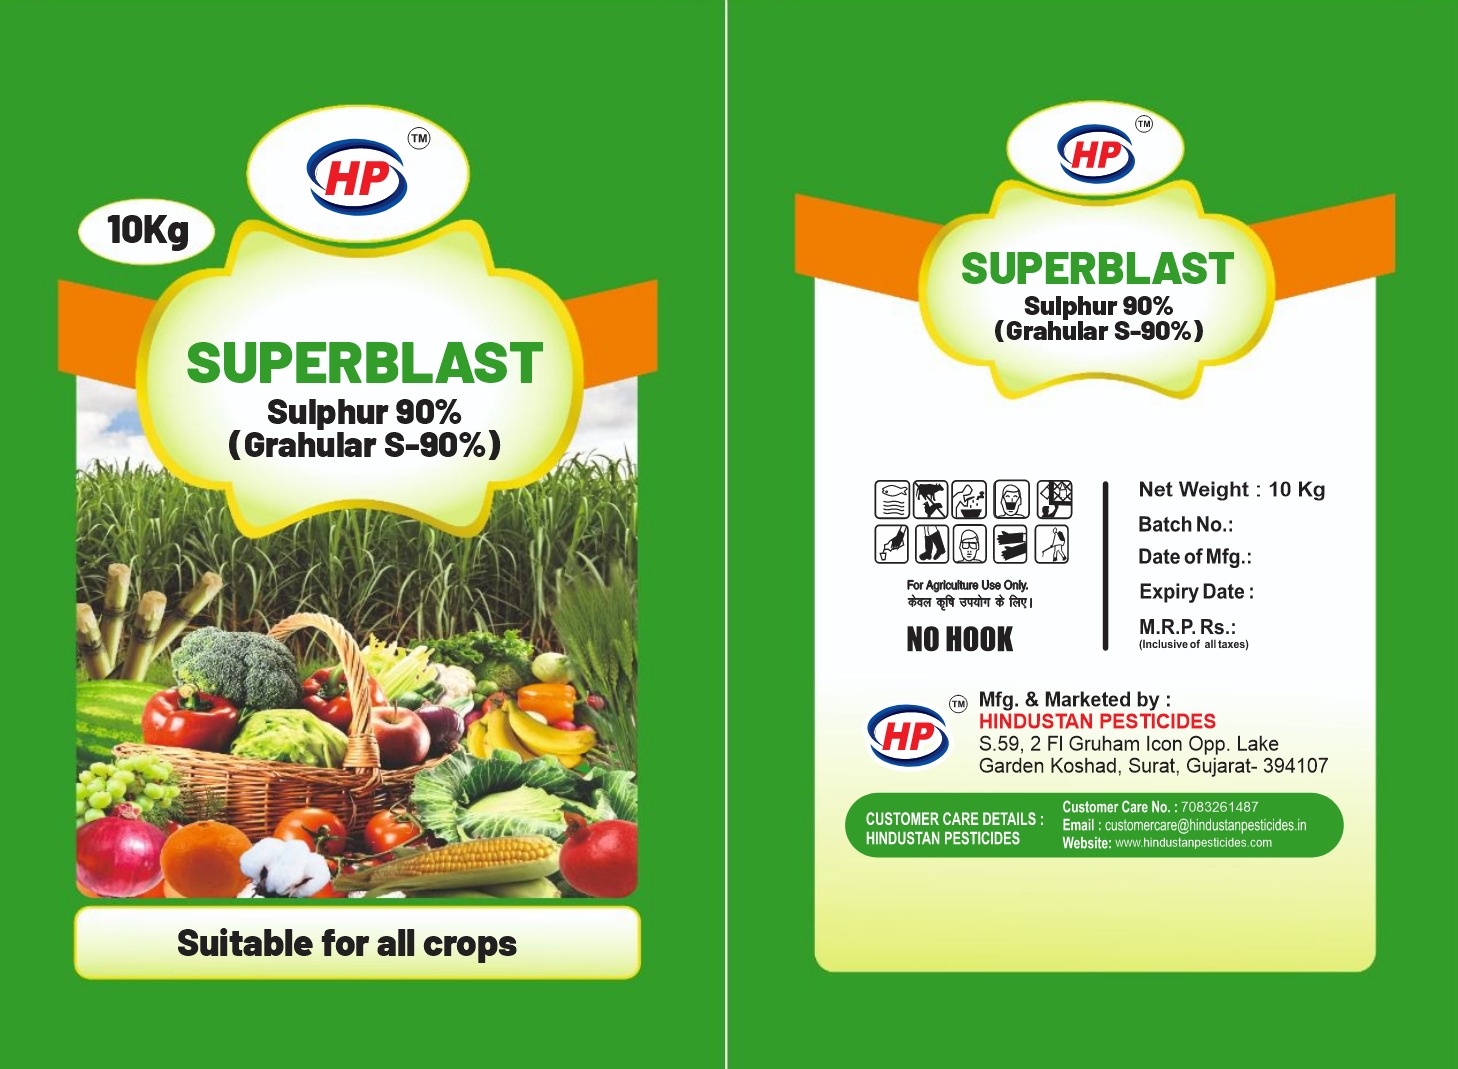 HP
TM
10Kg
SUPERBLAST
Sulphur 90%
(Grahular S-90%)
Suitable for all crops
HP
TM
SUPERBLAST
Sulphur 90%
(Grahular S-90%)
For Agriculture Use Only.
केवल कृषि उपयोग के लिए।
NO HOOK
Net Weight : 10 Kg
Batch No.:
Date of Mfg.:
Expiry Date :
M.R.P. Rs.:
(Inclusive of all taxes)
HP
TM
Mfg. & Marketed by :
HINDUSTAN PESTICIDES
S.59, 2 Fl Gruham Icon Opp. Lake
Garden Koshad, Surat, Gujarat- 394107
CUSTOMER CARE DETAILS :
HINDUSTAN PESTICIDES
Customer Care No. : 7083261487
Email : customercare@hindustanpesticides.in
Website: www.hindustanpesticides.com